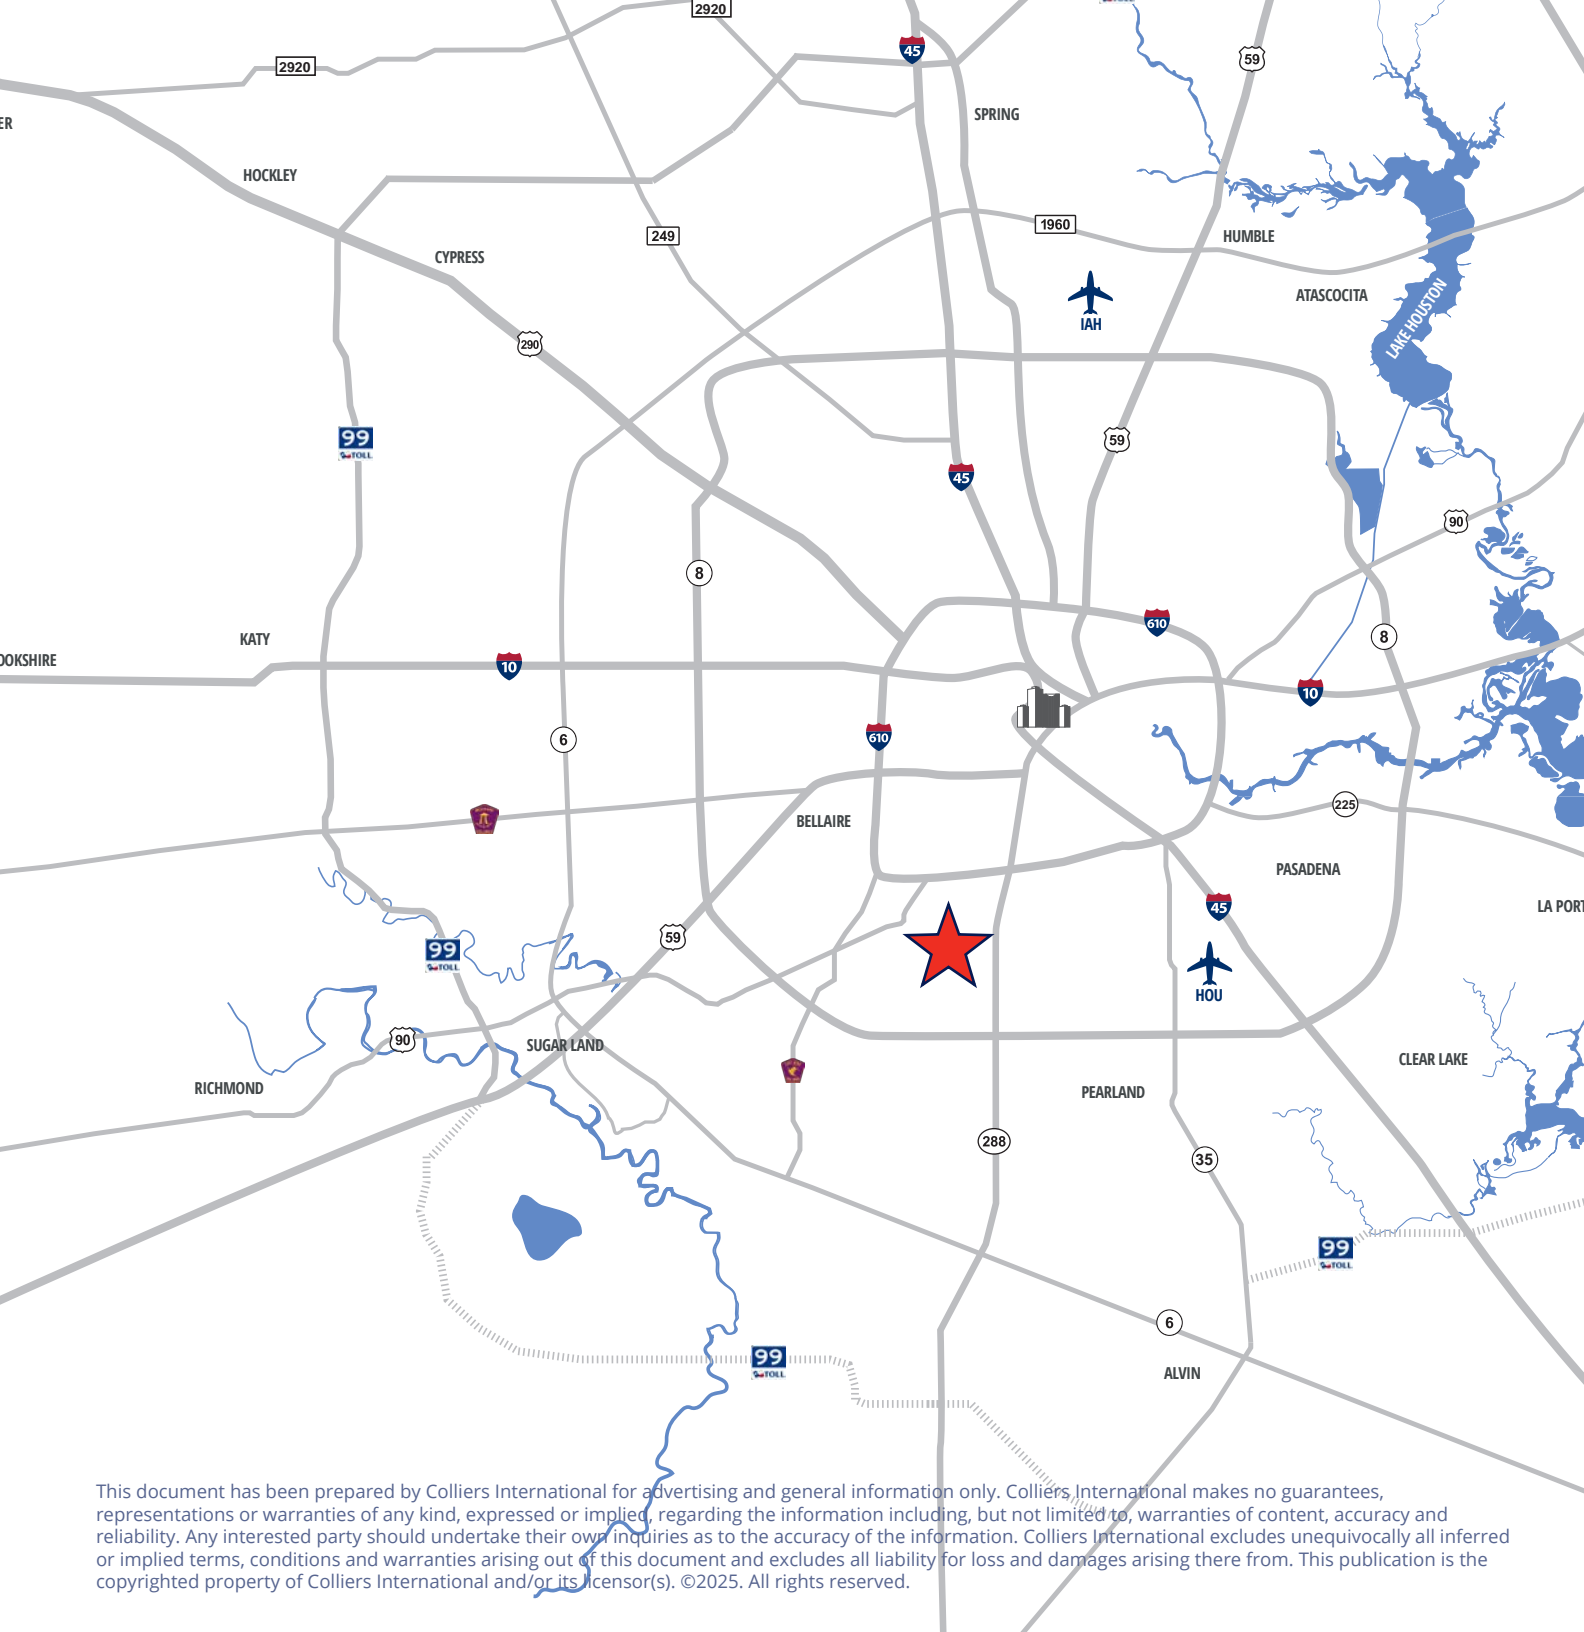 2920
45
59
2920
SPRING
ER
HOCKLEY
1960
249
HUMBLE
CYPRESS
ATASCOCITA
LAKE HOUSTON
IAH
290
59
99
TOLL
45
90
8
610
8
KATY
OOKSHIRE
10
10
6
610
225
BELLAIRE
PASADENA
45
LA PORT
59
99
TOLL
HOU
90
SUGAR LAND
CLEAR LAKE
RICHMOND
PEARLAND
288
35
99
TOLL
6
99
TOLL
ALVIN
This document has been prepared by Colliers International for advertising and general information only. Colliers International makes no guarantees,
representations or warranties of any kind, expressed or implied, regarding the information including, but not limited to, warranties of content, accuracy and
reliability. Any interested party should undertake their own inquiries as to the accuracy of the information. Colliers International excludes unequivocally all inferred
or implied terms, conditions and warranties arising out of this document and excludes all liability for loss and damages arising there from. This publication is the
copyrighted property of Colliers International and/or its licensor(s). ©2025. All rights reserved.